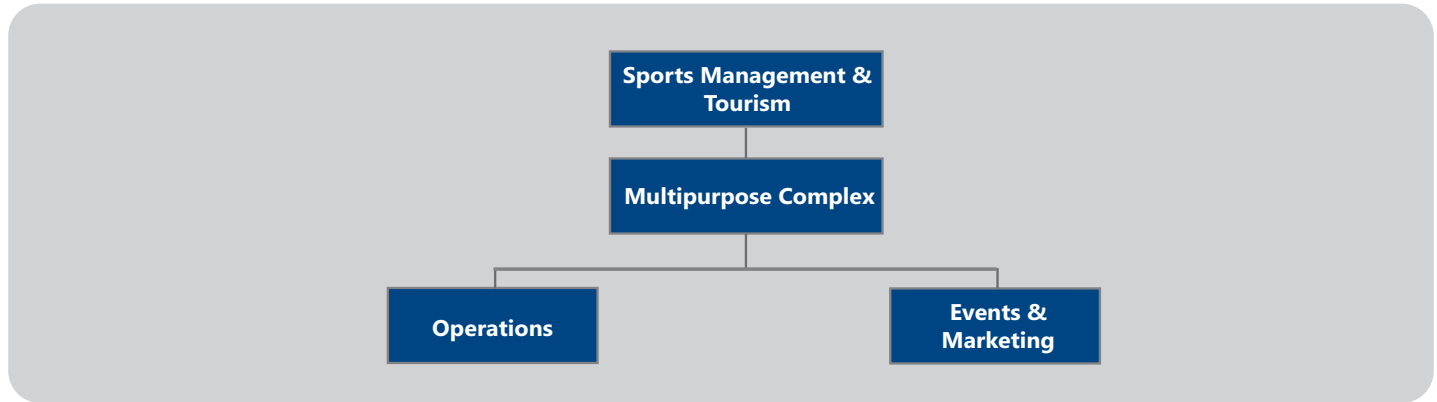 Sports Management &
Tourism
Multipurpose Complex
Operations
Events &
Marketing